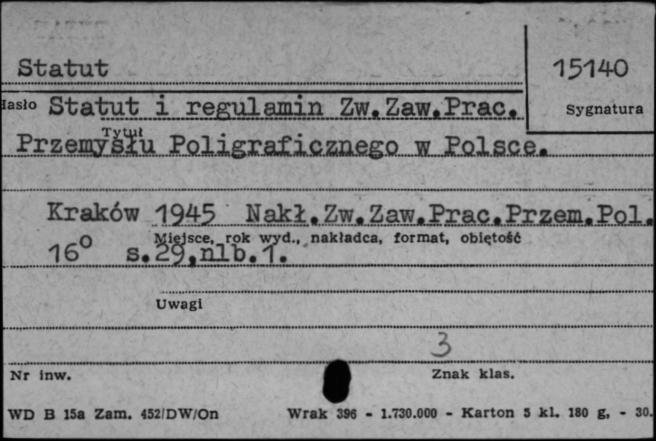 Statut
15140
Hasło Statut i regulamin Zw.Zaw.Prac.
Sygnatura
Tytuł
Przemysłu Poligraficznego w Polsce.
Kraków 1945 Nakł.Zw.Zaw.Prac.Przem.Pol.
Miejsce, rok wyd., nakładca, format, objętość
16° s.29,nlb.1.
Uwagi
3
Nr inw.
Znak klas.
WD B 15a Zam. 452/DW/On Wrak 396 - 1.730.000 - Karton 5 kl. 180 g, - 30.